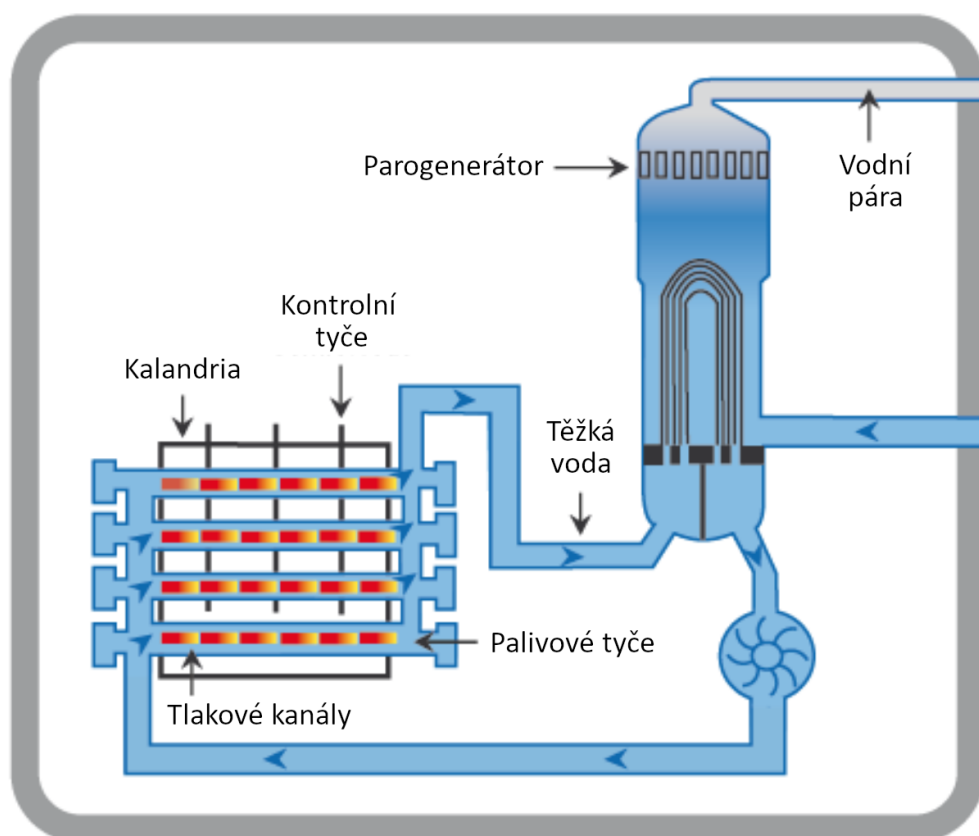 Parogenerátor
Vodní
pára
Kontrolní
tyče
Kalandria
Těžká
voda
Palivové tyče
Tlakové kanály